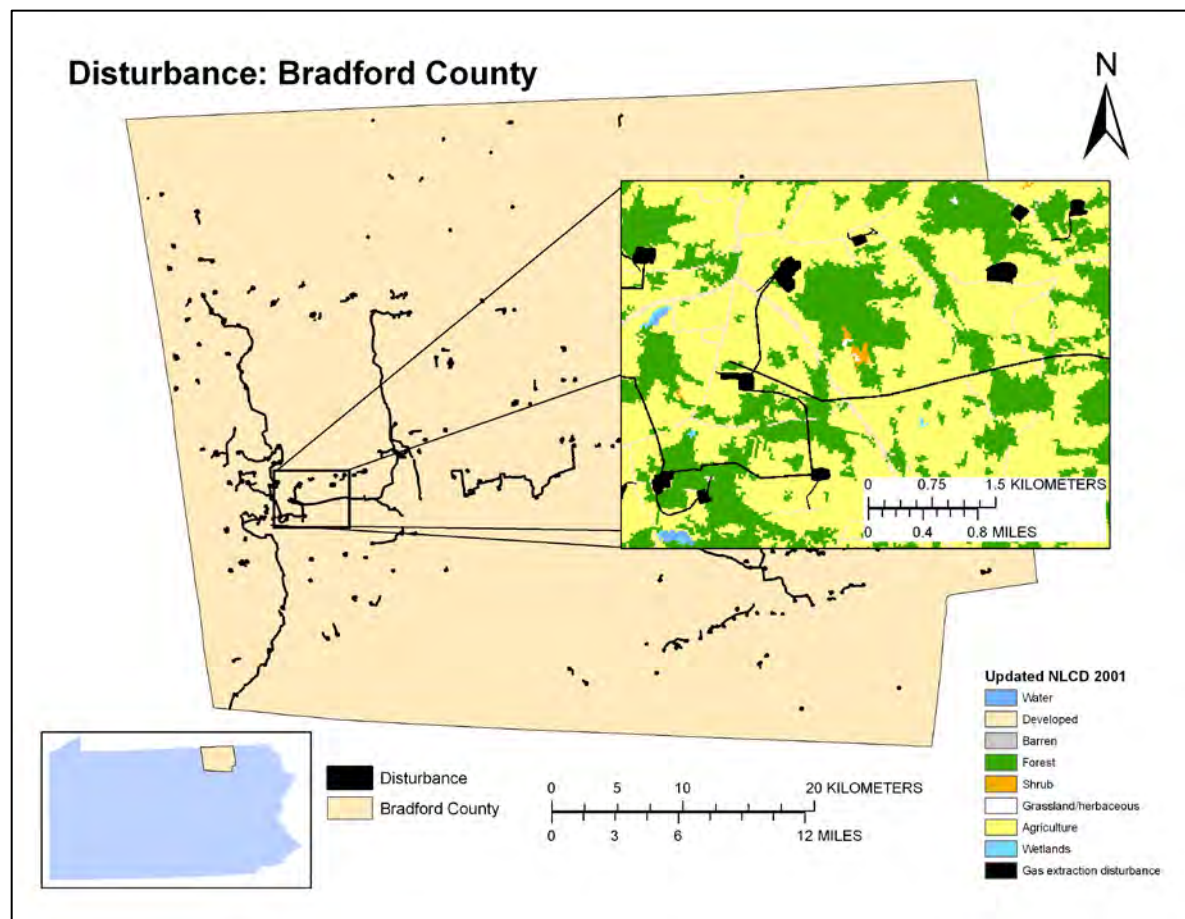 Disturbance: Bradford County
N
0 0.75 1.5 KILOMETERS
0 0.4 0.8 MILES
Updated NLCD 2001
Water
Developed
Barren
Forest
Shrub
Grassland/herbaceous
Agriculture
Wetlands
Gas extraction disturbance
Disturbance
Bradford County
0 5 10 20 KILOMETERS
0 3 6 12 MILES